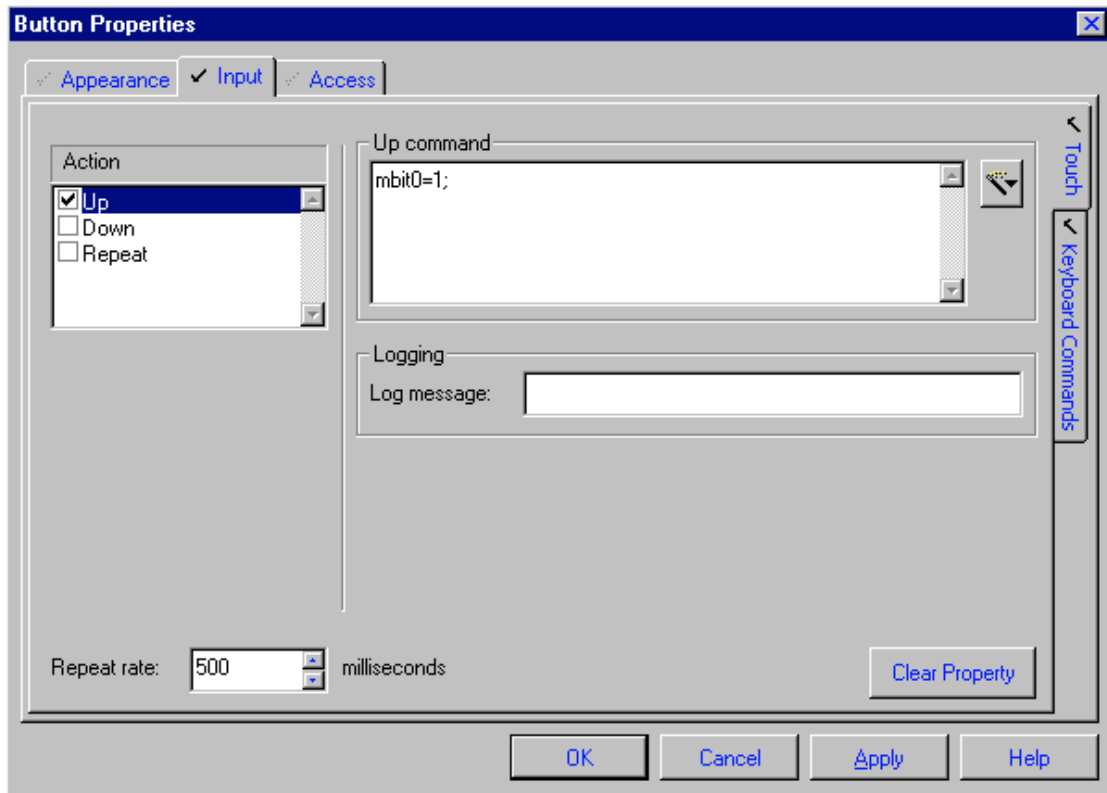 Button Properties
Appearance Input Access
Action
Up
Down
Repeat
Up command
mbit0=1;
Logging
Log message:
Touch
Keyboard Commands
Repeat rate: 500 milliseconds
Clear Property
OK Cancel Apply Help